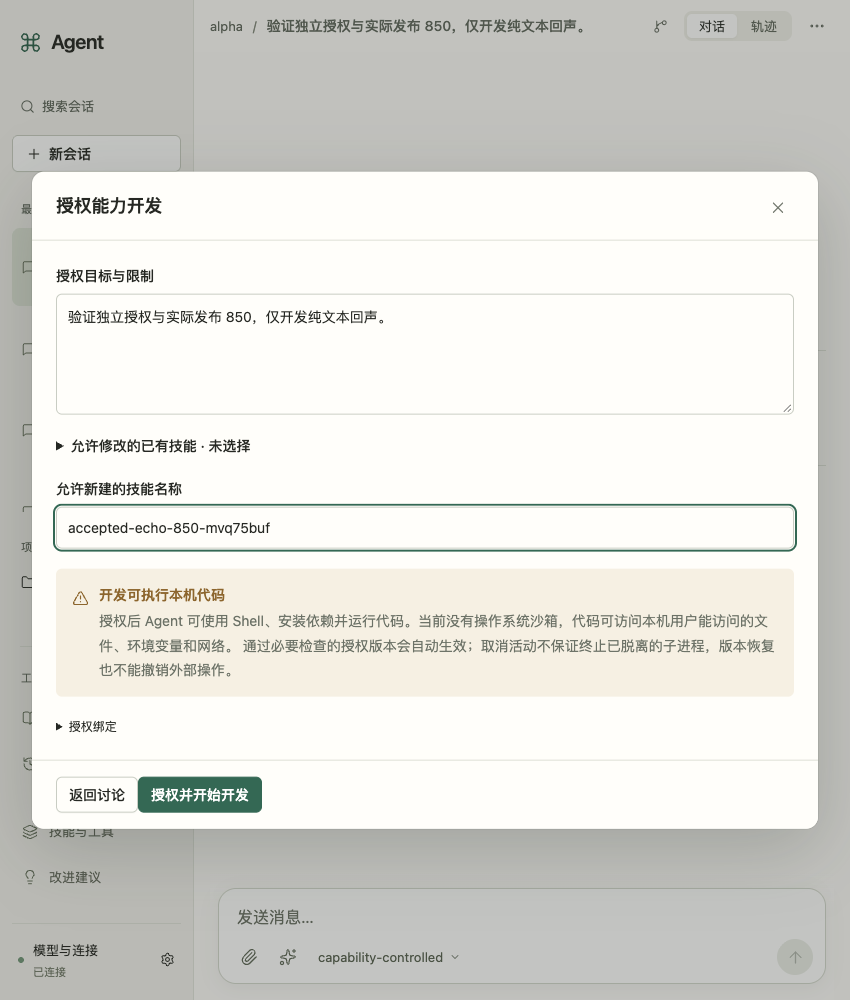 Agent
alpha / 验证独立授权与实际发布 850，仅开发纯文本回声。
对话
轨迹
搜索会话
新会话
最
授权能力开发
授权目标与限制
验证独立授权与实际发布 850，仅开发纯文本回声。
允许修改的已有技能 · 未选择
允许新建的技能名称
accepted-echo-850-mvq75buf
开发可执行本机代码
授权后 Agent 可使用 Shell、安装依赖并运行代码。当前没有操作系统沙箱，代码可访问本机用户能访问的文
件、环境变量和网络。 通过必要检查的授权版本会自动生效；取消活动不保证终止已脱离的子进程，版本恢复
也不能撤销外部操作。
授权绑定
返回讨论
授权并开始开发
项
工
技能与工具
改进建议
模型与连接
已连接
发送消息...
capability-controlled